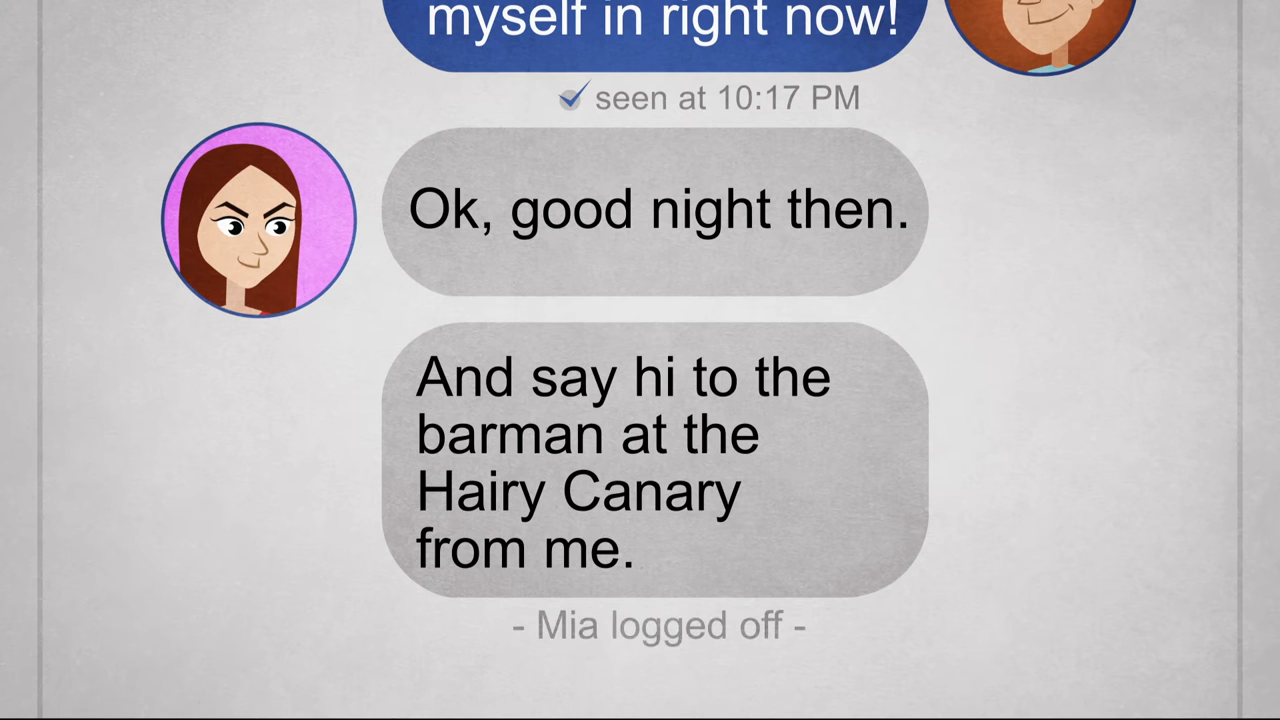 myself in right now!
seen at 10:17 PM
Ok, good night then.
And say hi to the
barman at the
Hairy Canary
from me.
- Mia logged off -